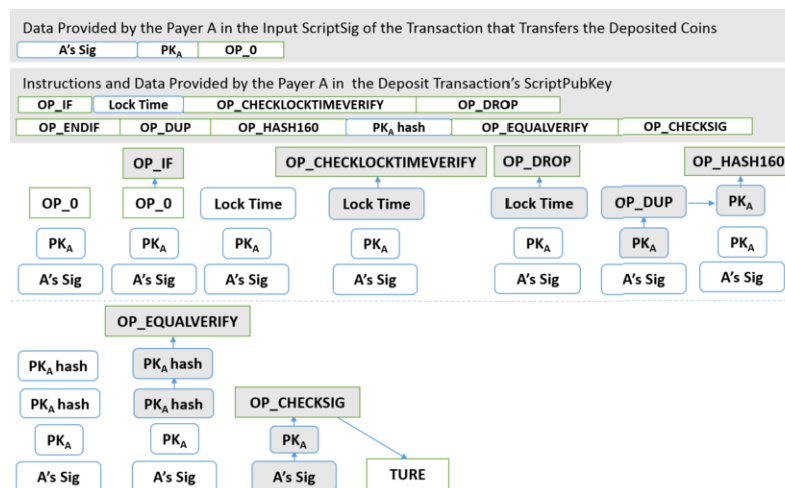 Data Provided by the Payer A in the Input ScriptSig of the Transaction that Transfers the Deposited Coins
A's Sig PKA OP_0
Instructions and Data Provided by the Payer A in the Deposit Transaction's ScriptPubKey
OP_IF Lock Time OP_CHECKLOCKTIMEVERIFY OP_DROP
OP_ENDIF OP_DUP OP_HASH160 PKA hash OP_EQUALVERIFY OP_CHECKSIG
OP_IF OP_CHECKLOCKTIMEVERIFY OP_DROP OP_HASH160
OP_0 OP_0 Lock Time Lock Time Lock Time OP_DUP PKA
PKA PKA PKA PKA PKA PKA PKA
A's Sig A's Sig A's Sig A's Sig A's Sig A's Sig A's Sig
OP_EQUALVERIFY
PKA hash PKA hash
PKA hash PKA hash OP_CHECKSIG
PKA PKA PKA
A's Sig A's Sig A's Sig TURE